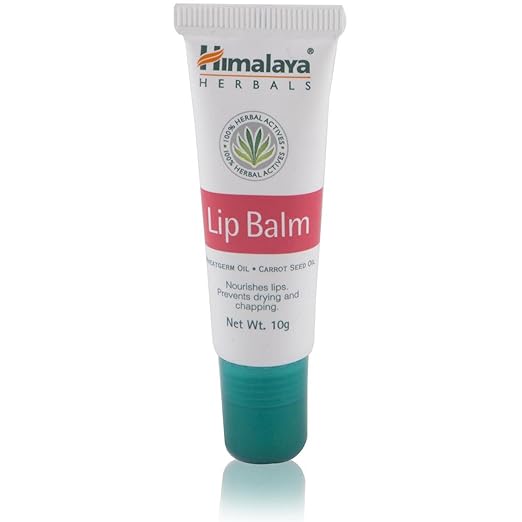 Himalaya®
HERBALS
100% HERBAL ACTIVES
100% HERBAL ACTIVES
Lip Balm
OIL • CARROT SEED OIL
Nourishes lips.
Prevents drying and
chapping.
Net Wt. 10g